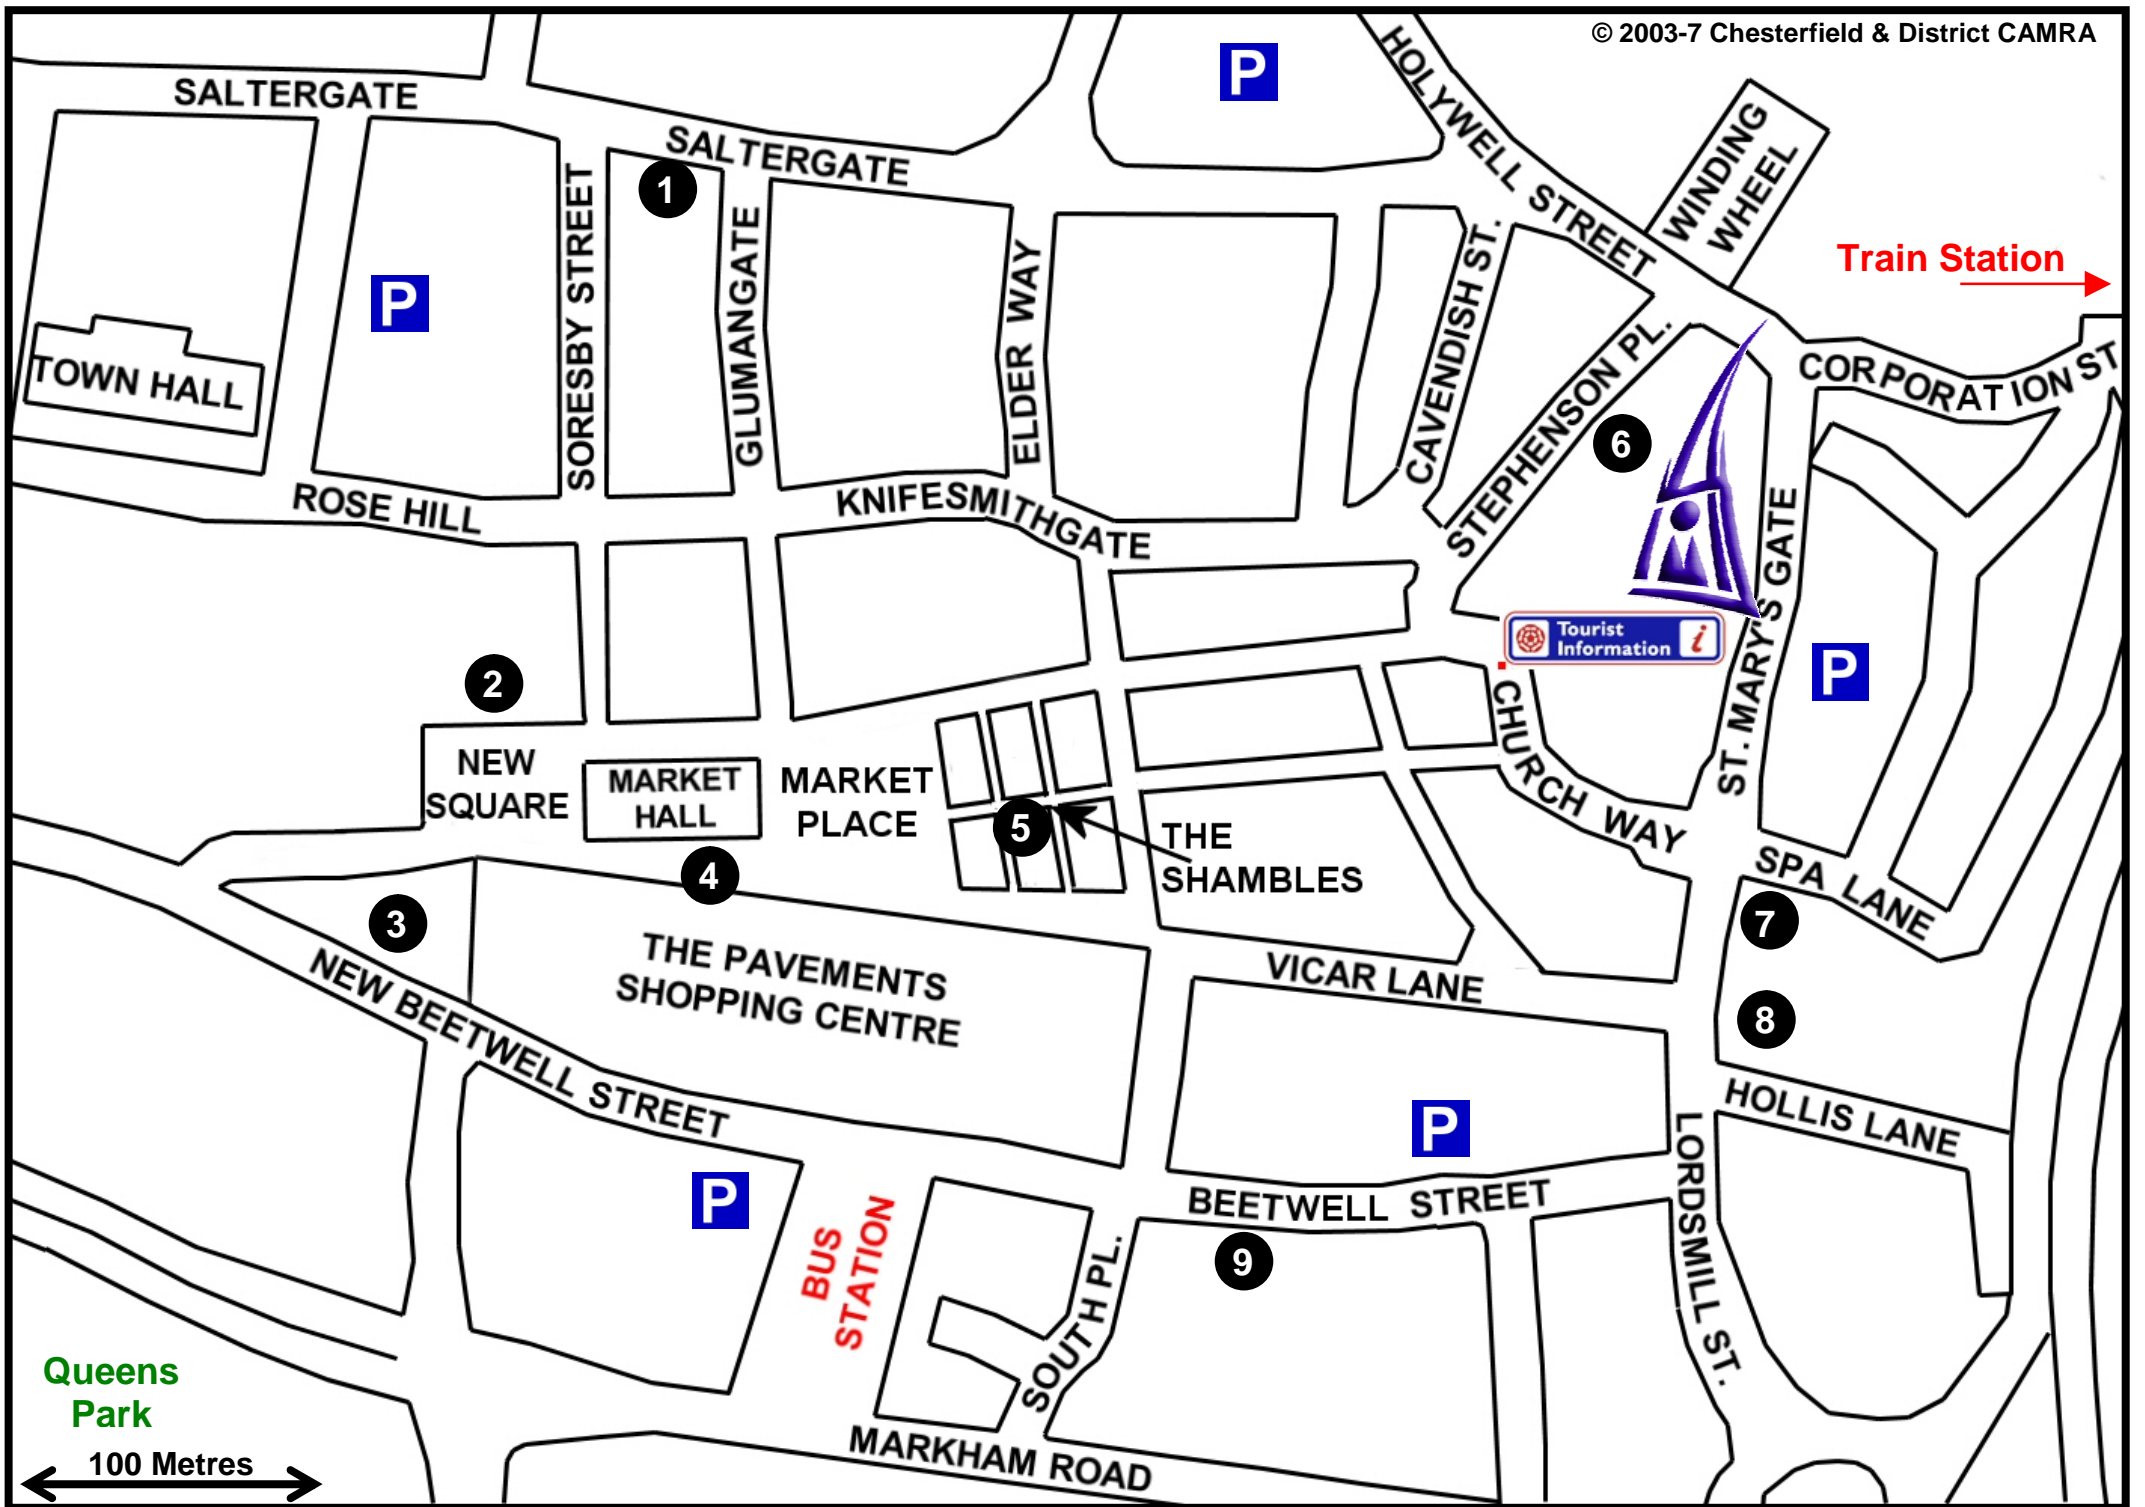 © 2003-7 Chesterfield & District CAMRA
P
HOLYWELL STREET
SALTERGATE
SALTERGATE
WINDING
WHEEL
1
Train Station
SORESBY STREET
GLUMANGATE
ELDER WAY
CAVENDISH ST.
STEPHENSON PL.
P
TOWN HALL
CORPORATION ST
6
ROSE HILL
KNIFESMITHGATE
ST. MARY'S GATE
Tourist
Information
i
P
2
CHURCH WAY
NEW
SQUARE
MARKET
HALL
MARKET
PLACE
5
THE
SHAMBLES
4
3
SPA LANE
7
THE PAVEMENTS
SHOPPING CENTRE
VICAR LANE
8
NEW BEETWELL STREET
HOLLIS LANE
P
P
BEETWELL STREET
LORDSMILL ST.
BUS
STATION
9
SOUTH PL.
Queens
Park
100 Metres
MARKHAM ROAD